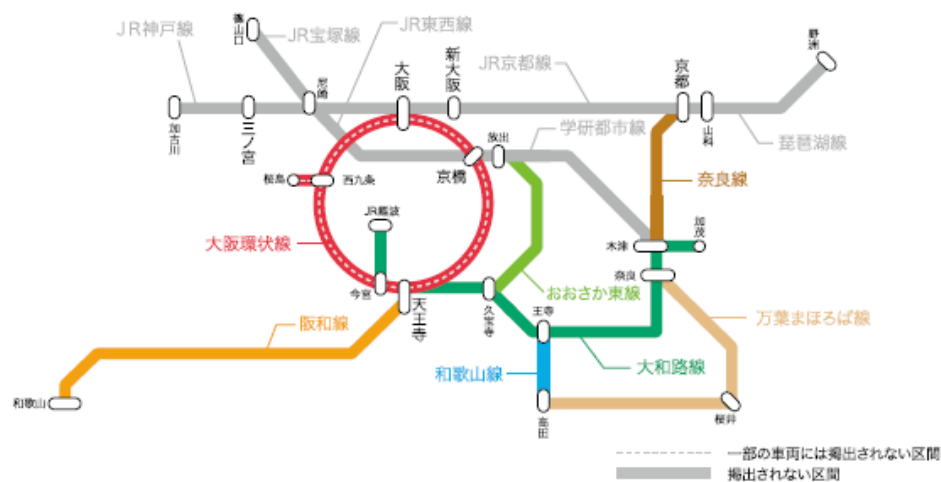 JR神戸線
篠山口
JR宝塚線
JR東西線
尼崎
大阪
新大阪
JR京都線
京都
野洲
加古川
三ノ宮
山科
琵琶湖線
放出
学研都市線
京橋
桜島
西九条
奈良線
JR難波
加茂
木津
大阪環状線
奈良
今宮
天王寺
久宝寺
おおさか東線
王寺
阪和線
万葉まほろば線
和歌山線
大和路線
和歌山
高田
桜井
一部の車両には掲出されない区間
掲出されない区間